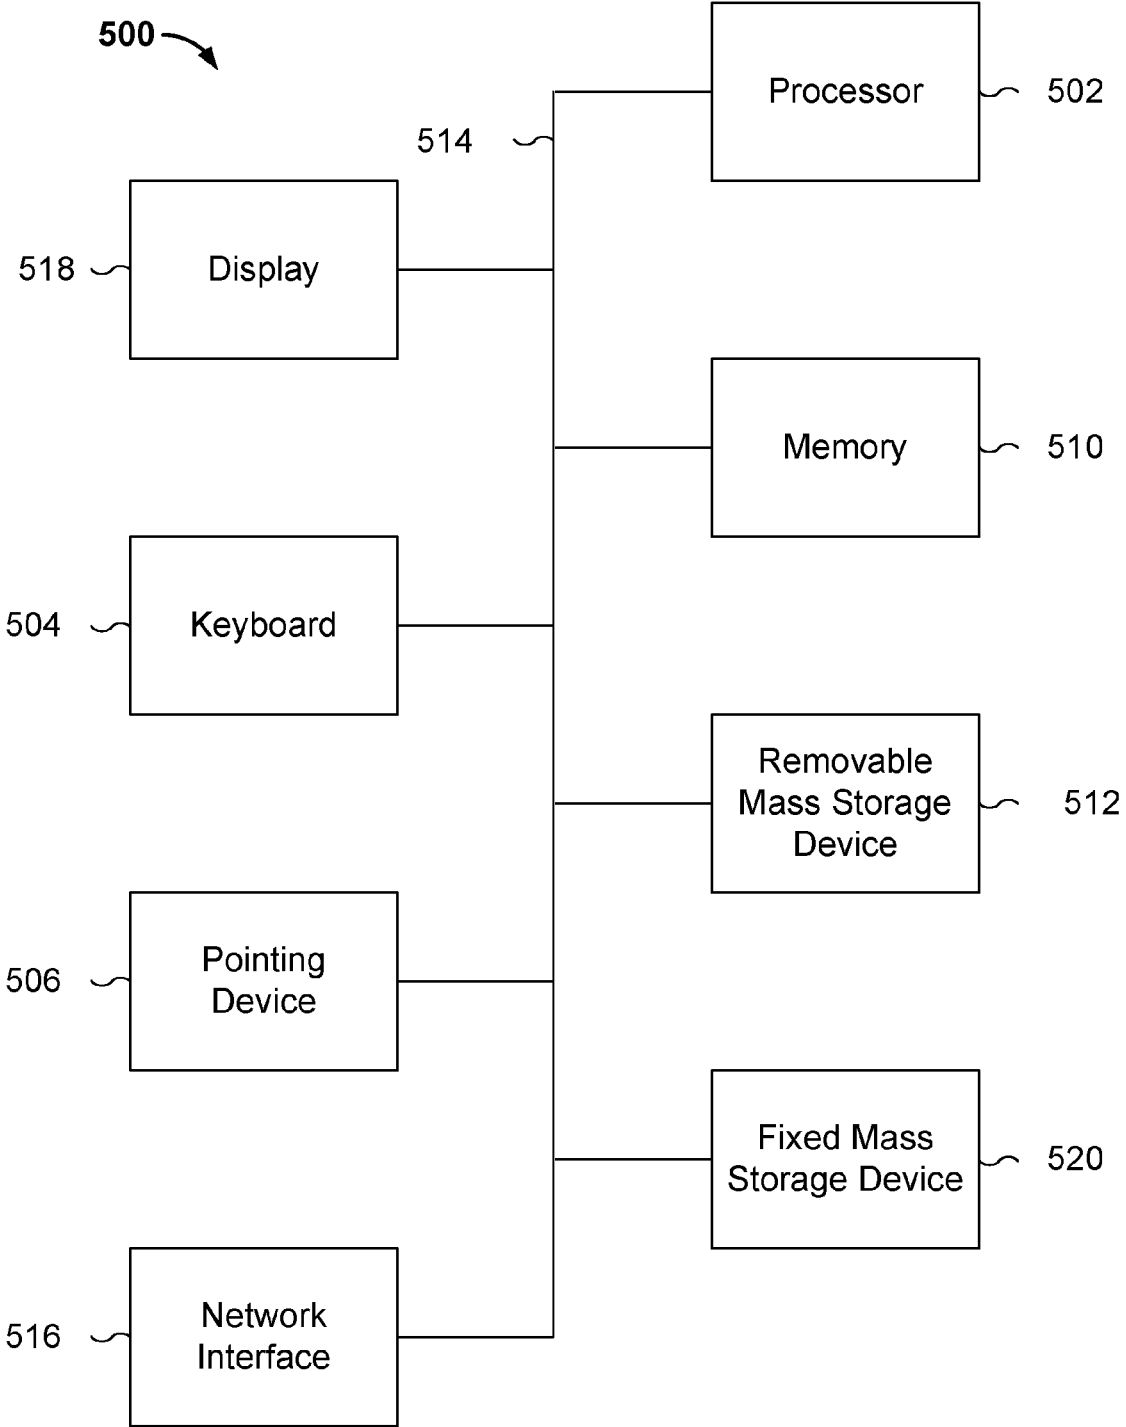 500
Processor
502
514
Display
518
Memory
510
Keyboard
504
Removable
Mass Storage
Device
512
Pointing
Device
506
Fixed Mass
Storage Device
520
Network
Interface
516